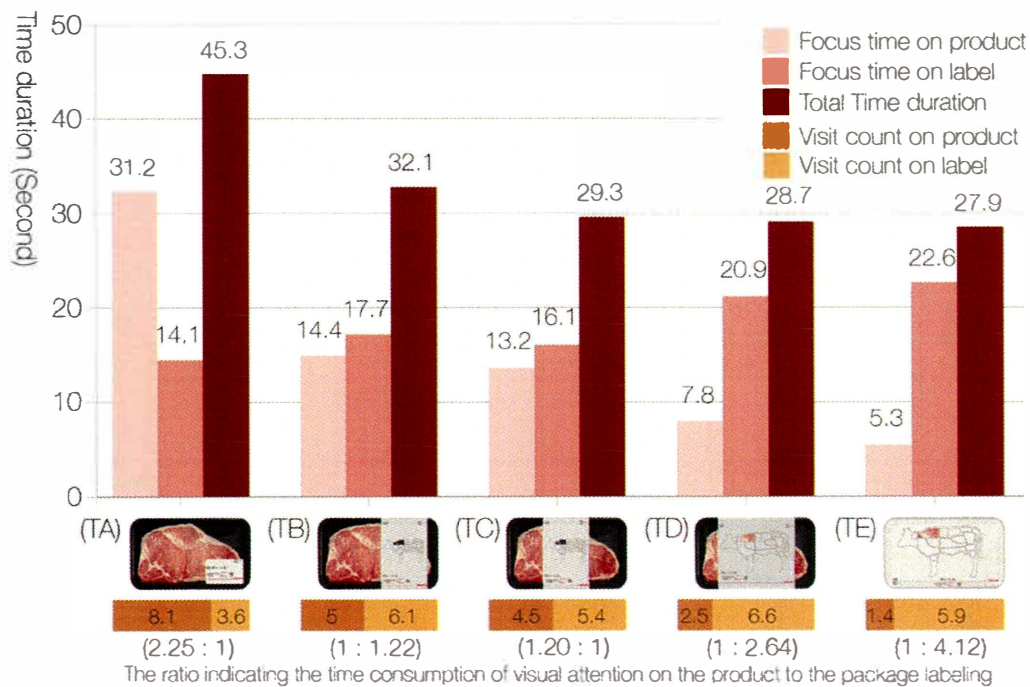 Time duration (Second)
50
40
30
20
10
0
Focus time on product
Focus time on label
Total Time duration
Visit count on product
Visit count on label
31.2
14.1
45.3
14.4
17.7
32.1
13.2
16.1
29.3
7.8
20.9
28.7
5.3
22.6
27.9
(TA)
(TB)
(TC)
(TD)
(TE)
8.1 3.6
5 6.1
4.5 5.4
2.5 6.6
1.4 5.9
(2.25 : 1)
(1 : 1.22)
(1.20 : 1)
(1 : 2.64)
(1 : 4.12)
The ratio indicating the time consumption of visual attention on the product to the package labeling